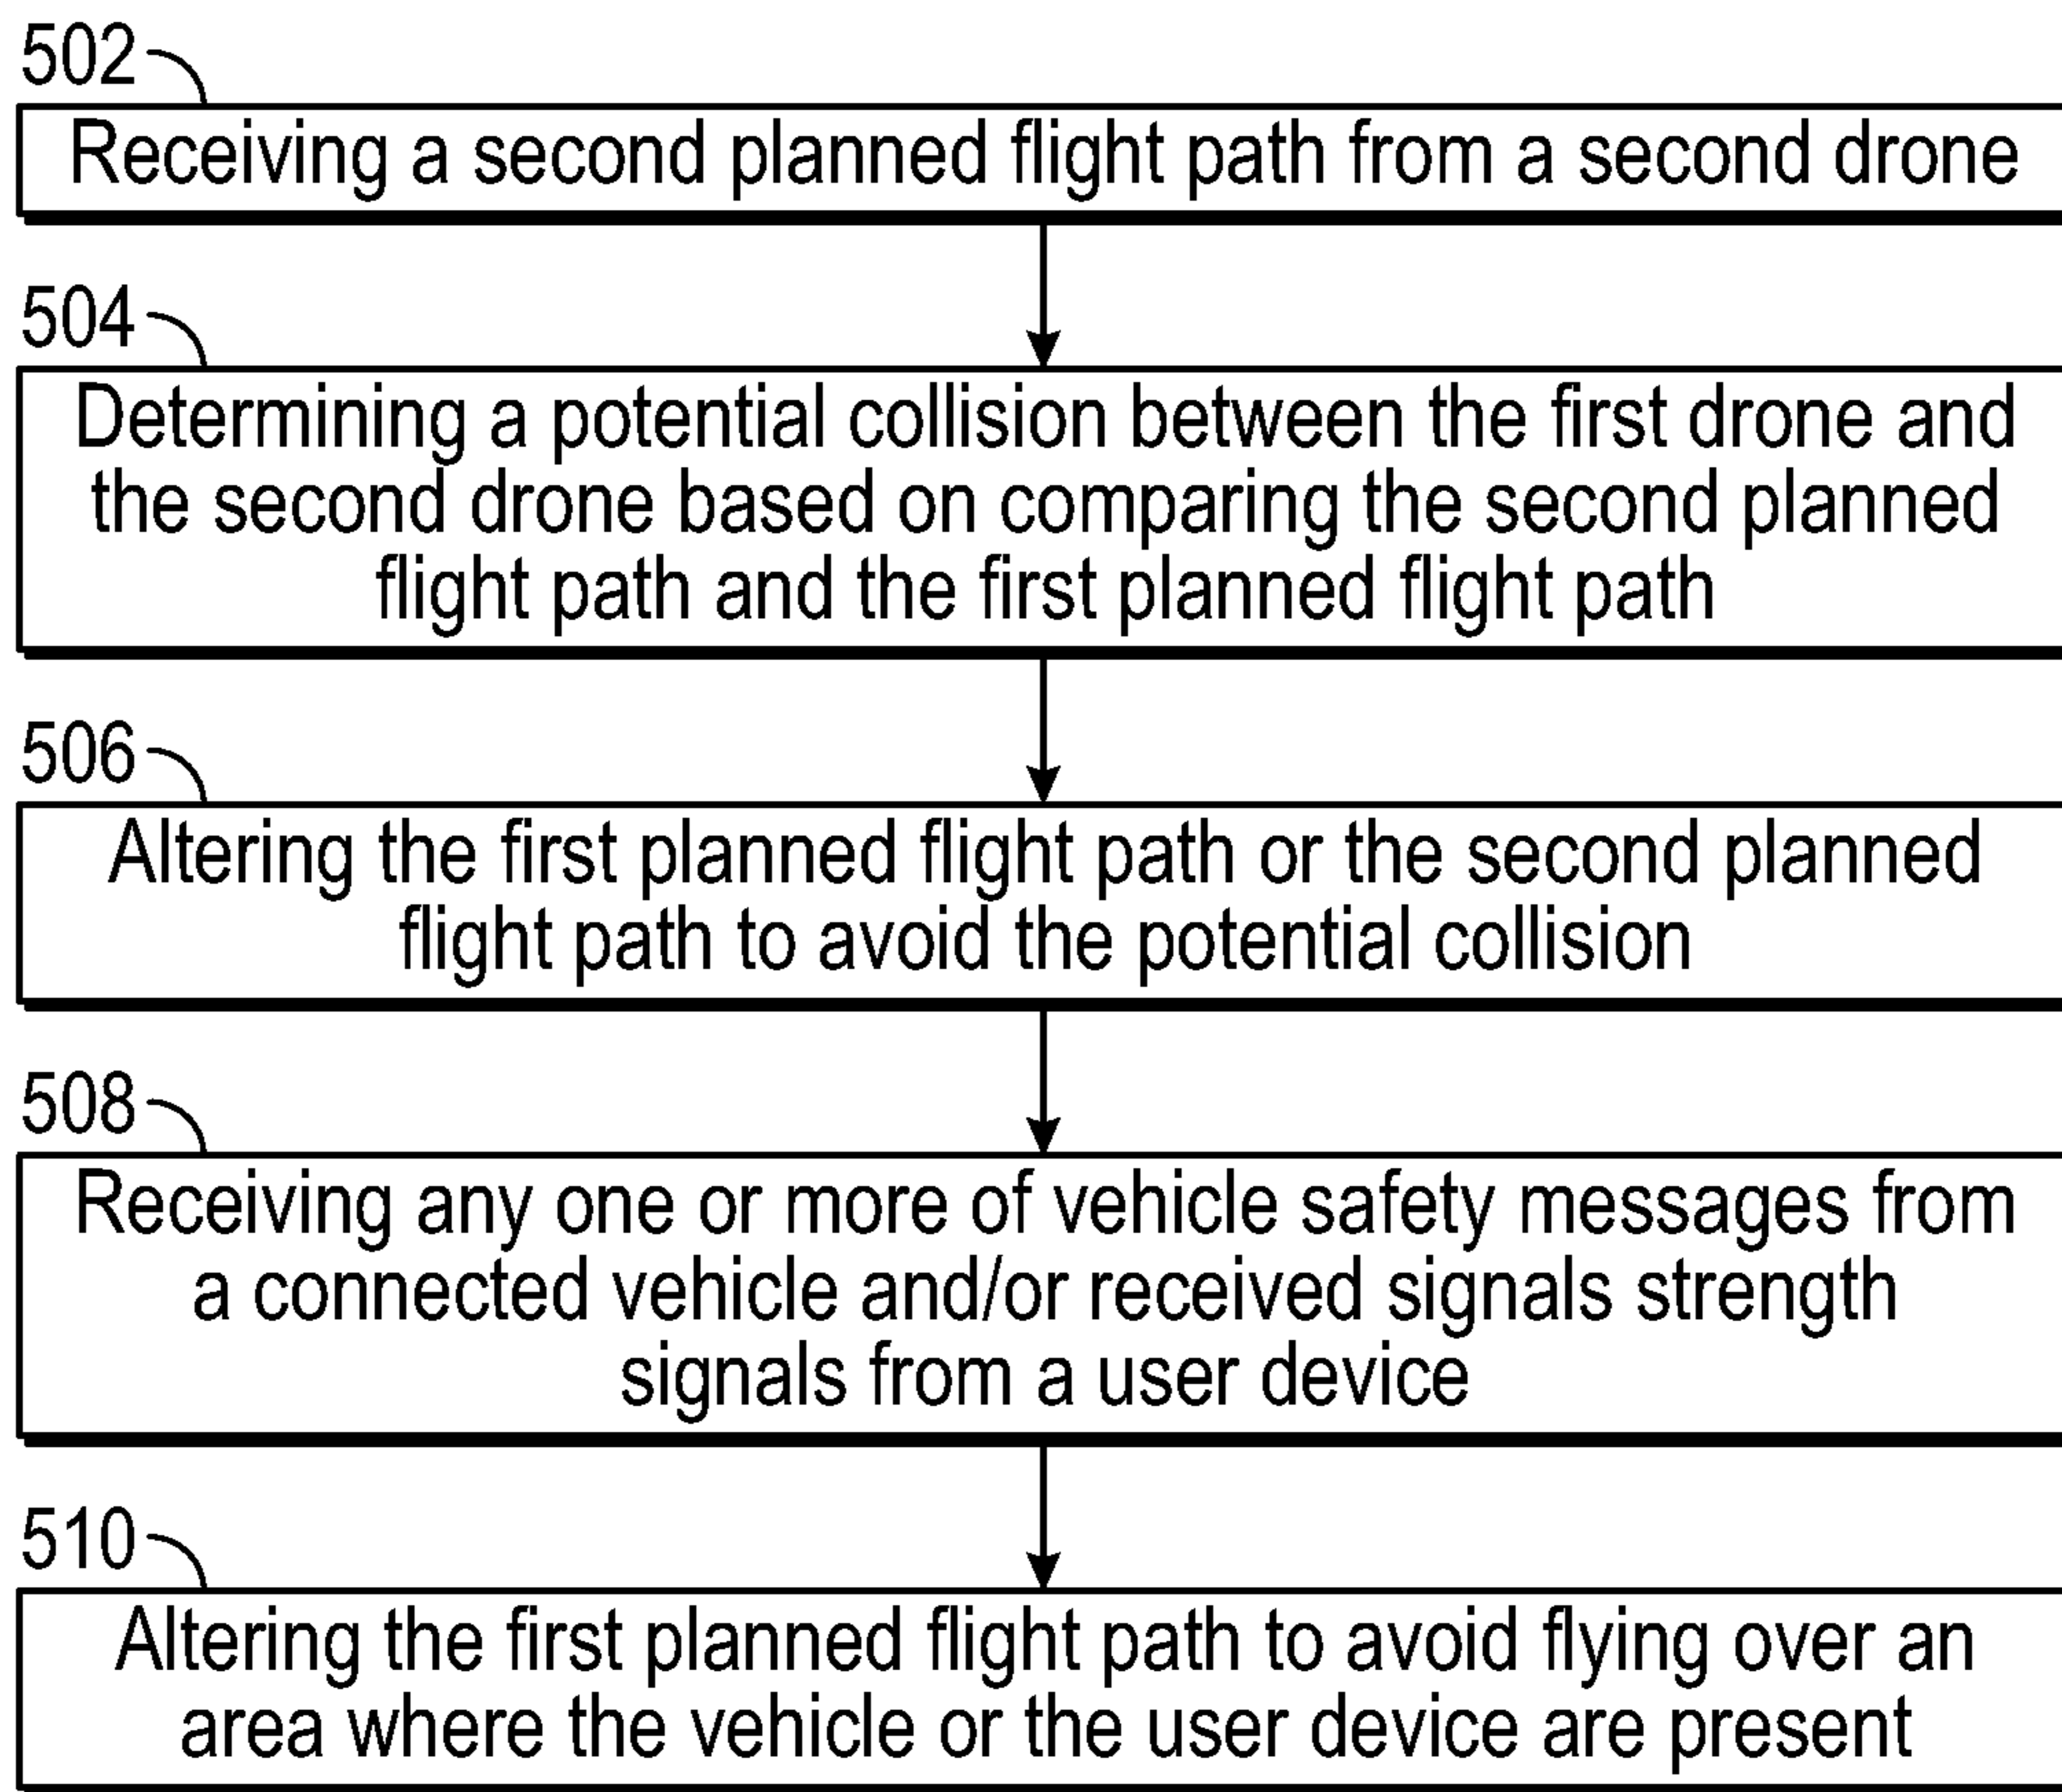 502
Receiving a second planned flight path from a second drone
504
Determining a potential collision between the first drone and
the second drone based on comparing the second planned
flight path and the first planned flight path
506
Altering the first planned flight path or the second planned
flight path to avoid the potential collision
508
Receiving any one or more of vehicle safety messages from
a connected vehicle and/or received signals strength
signals from a user device
510
Altering the first planned flight path to avoid flying over an
area where the vehicle or the user device are present